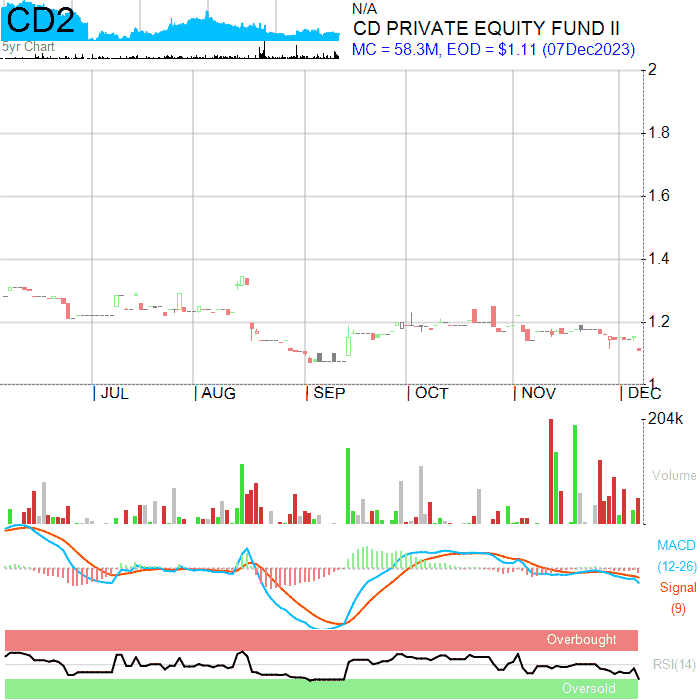 CD2
5yr Chart
N/A
CD PRIVATE EQUITY FUND II
MC = 58.3M, EOD = $1.11 (07Dec2023)
2
1.8
1.6
1.4
1.2
1
JUL AUG SEP OCT NOV DEC
204k
Volume
MACD
(12-26)
Signal
(9)
Overbought
RSI(14)
Oversold